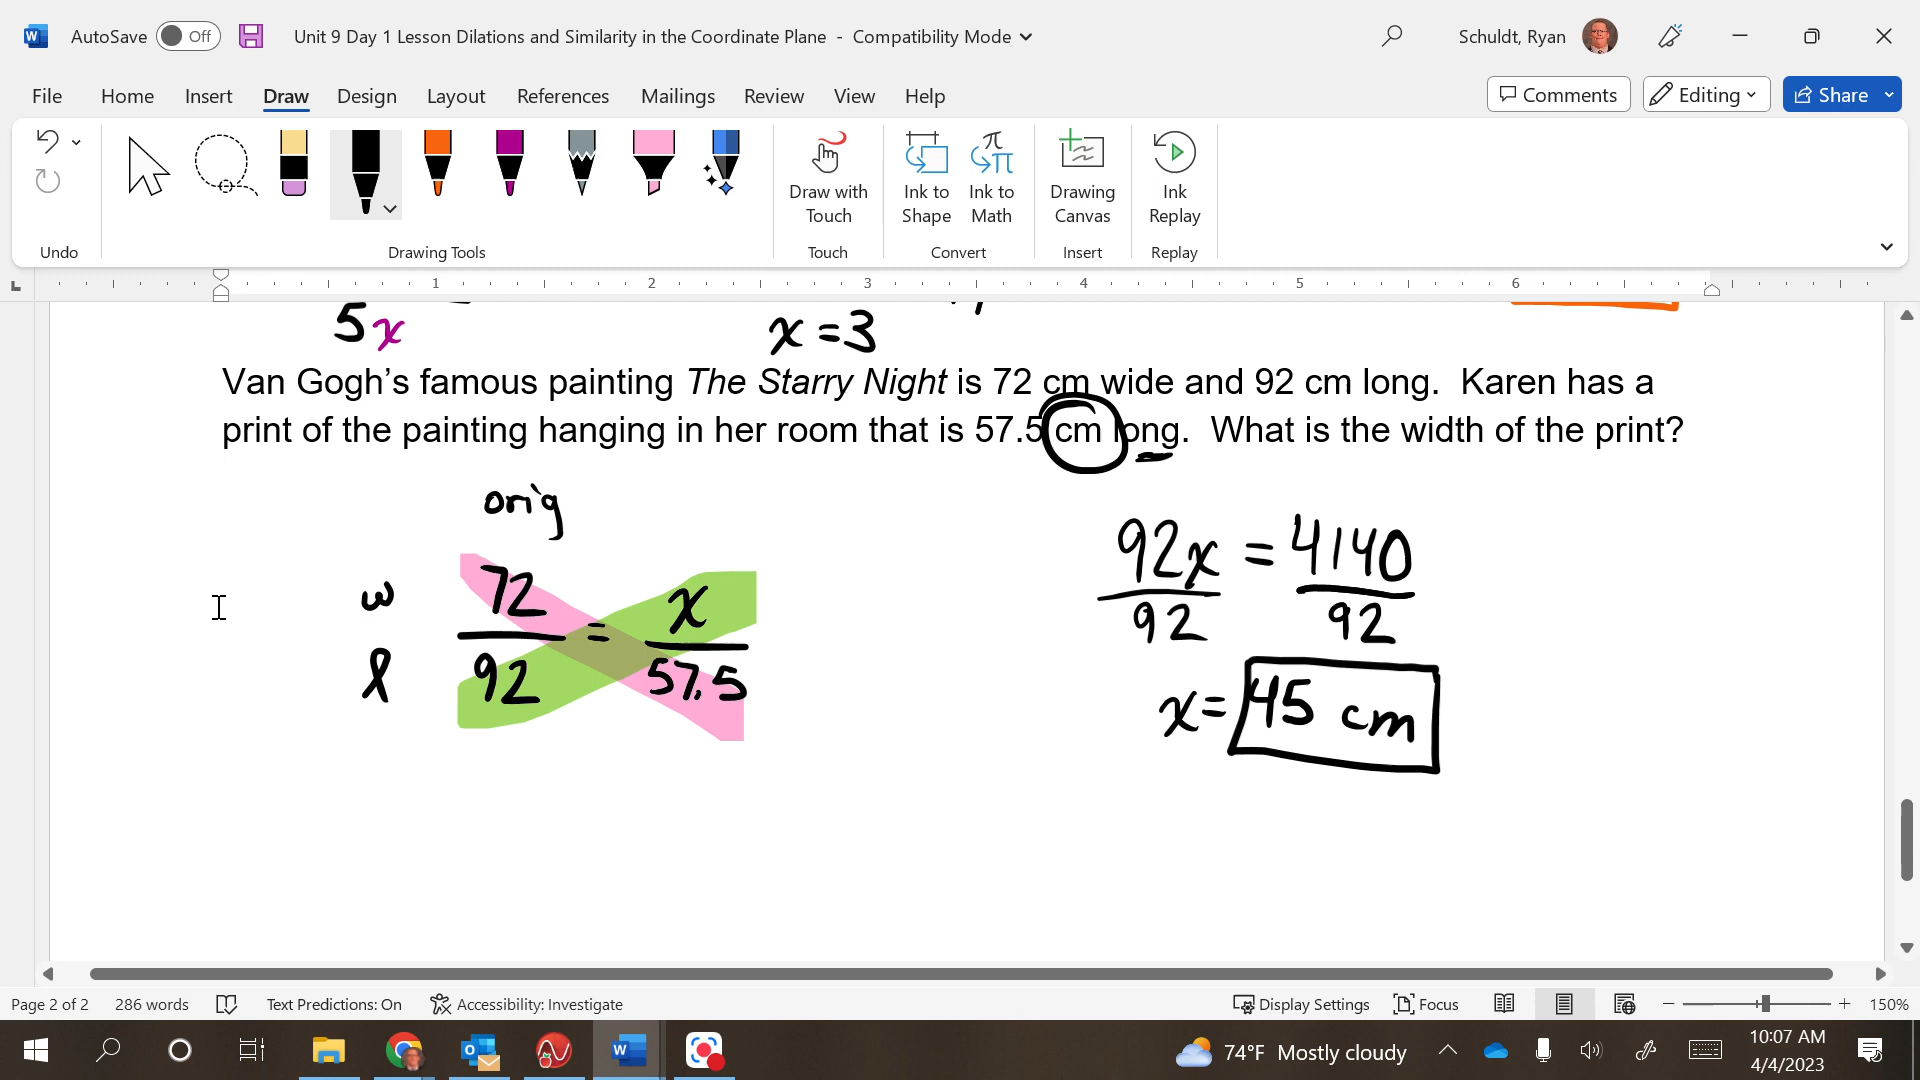 AutoSave Off Unit 9 Day 1 Lesson Dilations and Similarity in the Coordinate Plane - Compatibility Mode Schuldt, Ryan
File Home Insert Draw Design Layout References Mailings Review View Help Comments Editing Share
Draw with Touch
Ink to Shape
Ink to Math
Drawing Canvas
Ink Replay
Undo Drawing Tools Touch Convert Insert Replay
1 2 3 4 5 6
5x x = 3
Van Gogh’s famous painting The Starry Night is 72 cm wide and 92 cm long. Karen has a
print of the painting hanging in her room that is 57.5 cm long. What is the width of the print?
orig
w 72 = x
l 92 57.5
92x = 4140
92 92
x = 45 cm
Page 2 of 2 286 words Text Predictions: On Accessibility: Investigate Display Settings Focus 150%
74°F Mostly cloudy 10:07 AM
4/4/2023